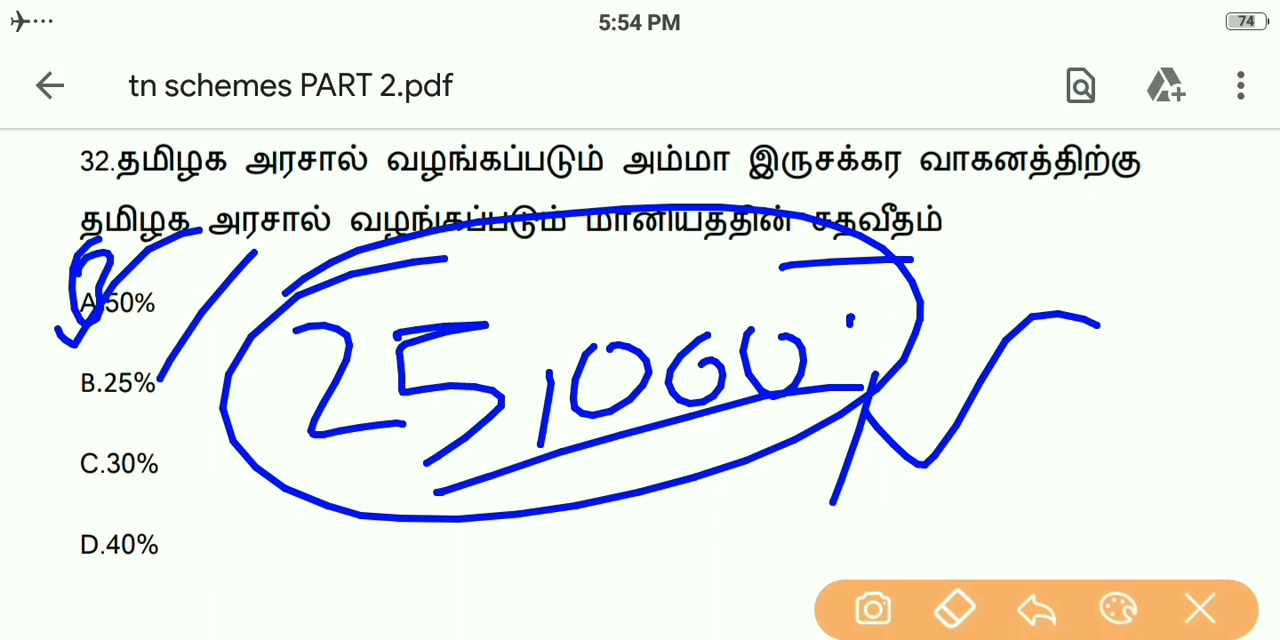 5:54 PM
74
tn schemes PART 2.pdf
32.தமிழக அரசால் வழங்கப்படும் அம்மா இருசக்கர வாகனத்திற்கு
தமிழக அரசால் வழங்கப்படும் மானியத்தின் சதவீதம்
A.50%
B.25%
25,000
C.30%
D.40%